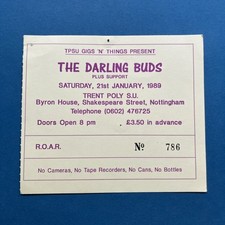 TPSU GIGS 'N' THINGS PRESENT
THE DARLING BUDS
PLUS SUPPORT
SATURDAY, 21st JANUARY, 1989
TRENT POLY S.U.
Byron House, Shakespeare Street, Nottingham
Telephone (0602) 476725
Doors Open 8 pm £3.50 in advance
R.O.A.R. Nº 786
No Cameras, No Tape Recorders, No Cans, No Bottles